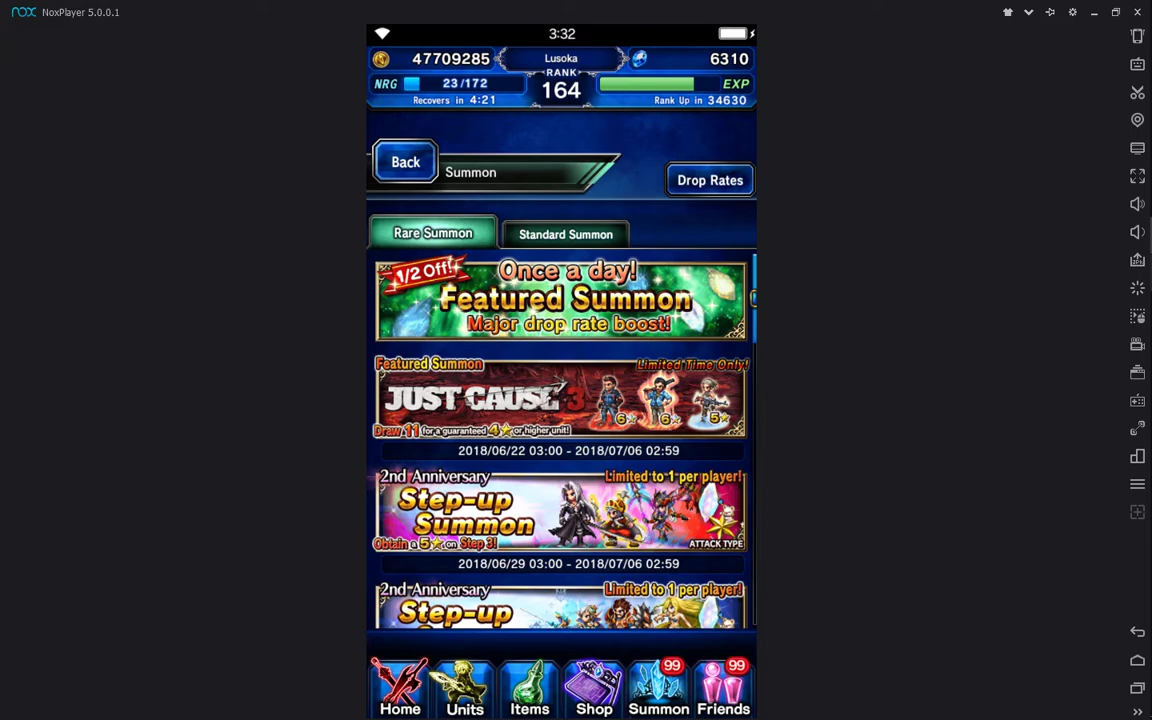 nox NoxPlayer 5.0.0.1
3:32
47709285
Lusoka
6310
NRG 23/172
RANK
164
EXP
Recovers in 4:21
Rank Up in 34630
Back
Summon
Drop Rates
Rare Summon
Standard Summon
1/2 Off!
Once a day!
Featured Summon
Major drop rate boost!
Featured Summon
Limited Time Only!
JUST CAUSE 3
6★ 6★ 5★
Draw 11 for a guaranteed 4★ or higher unit!
2018/06/22 03:00 - 2018/07/06 02:59
2nd Anniversary
Limited to 1 per player!
Step-up
Summon
Obtain a 5★ on Step 3!
ATTACK TYPE
2018/06/29 03:00 - 2018/07/06 02:59
2nd Anniversary
Limited to 1 per player!
Step-up
99
99
Home
Units
Items
Shop
Summon
Friends